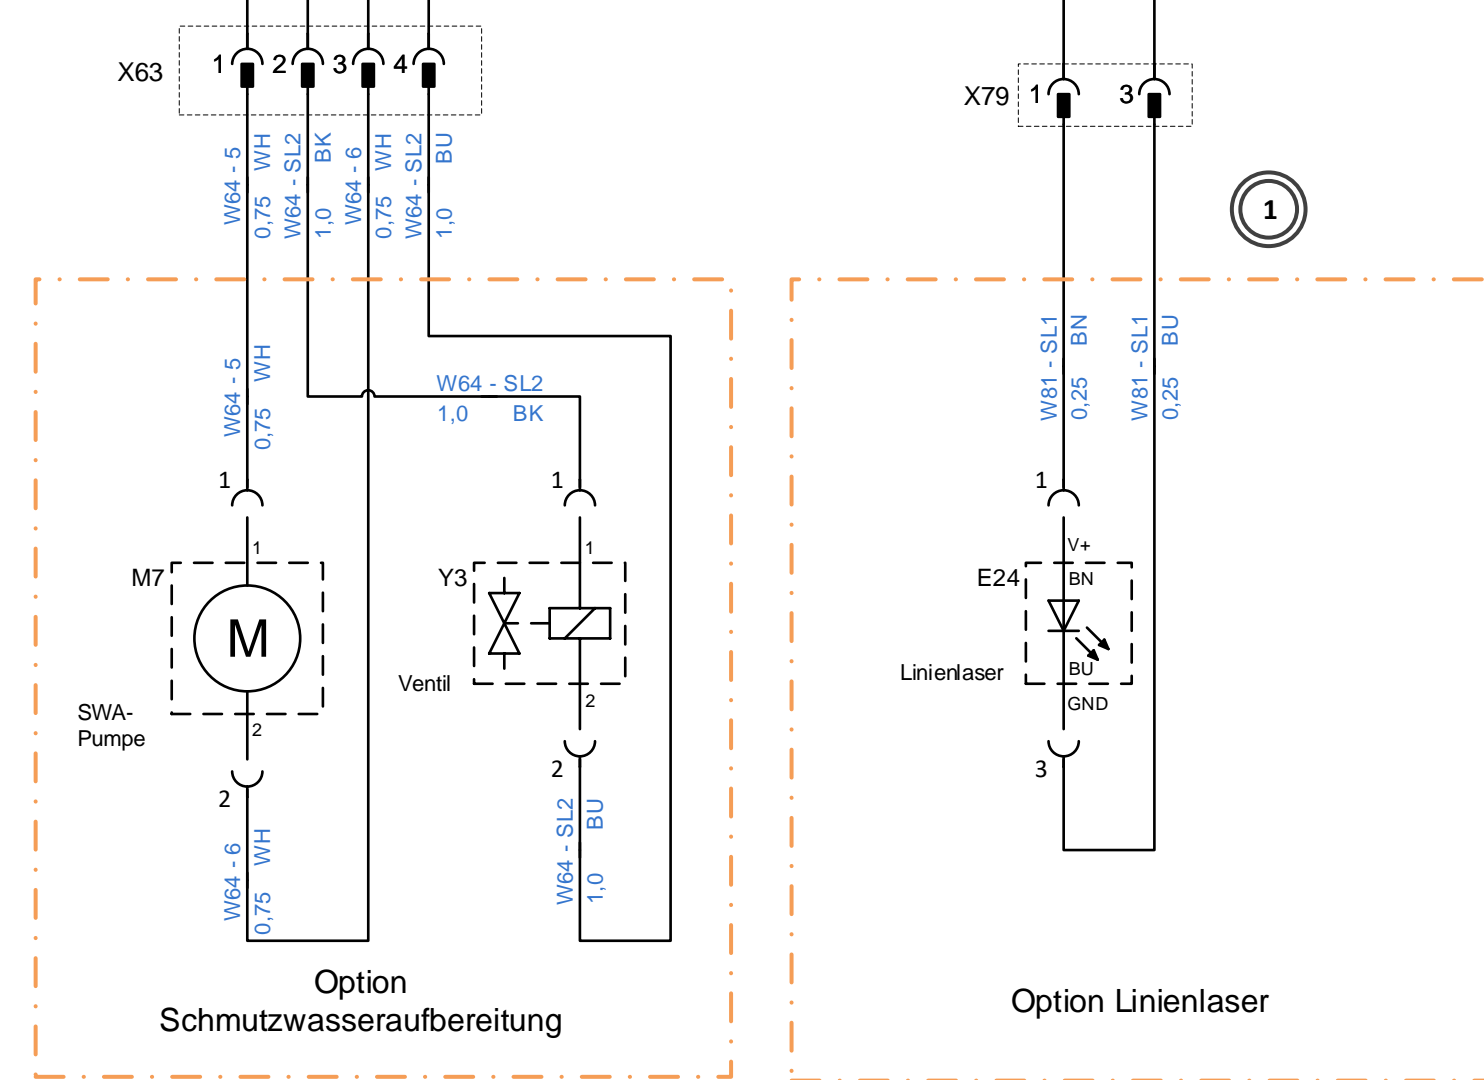 X63
1
2
3
4
X79
1
3
W64 - 5
0,75 WH
W64 - SL2
1,0 BK
W64 - 6
0,75 WH
W64 - SL2
1,0 BU
1
W64 - 5
0,75 WH
W64 - SL2
1,0 BK
W81 - SL1
0,25 BN
W81 - SL1
0,25 BU
1
1
M7
M
2
SWA-
Pumpe
2
W64 - 6
0,75 WH
1
1
Y3
Ventil
2
2
W64 - SL2
1,0 BU
1
V+
E24
BN
Linienlaser
BU
GND
3
Option
Schmutzwasseraufbereitung
Option Linienlaser